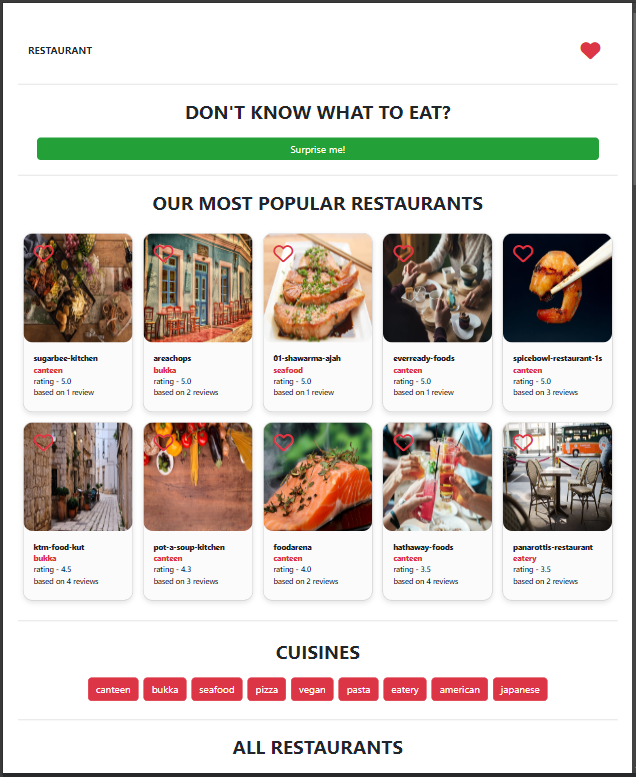 RESTAURANT
DON'T KNOW WHAT TO EAT?
Surprise me!
OUR MOST POPULAR RESTAURANTS
sugarbee-kitchen
canteen
rating - 5.0
based on 1 review
areachops
bukka
rating - 5.0
based on 2 reviews
01-shawarma-ajah
seafood
rating - 5.0
based on 1 review
everready-foods
canteen
rating - 5.0
based on 1 review
spicebowl-restaurant-1s
canteen
rating - 5.0
based on 3 reviews
ktm-food-kut
bukka
rating - 4.5
based on 4 reviews
pot-a-soup-kitchen
canteen
rating - 4.3
based on 3 reviews
foodarena
canteen
rating - 4.0
based on 2 reviews
hathaway-foods
canteen
rating - 3.5
based on 4 reviews
panarottis-restaurant
eatery
rating - 3.5
based on 2 reviews
CUISINES
canteen bukka seafood pizza vegan pasta eatery american japanese
ALL RESTAURANTS